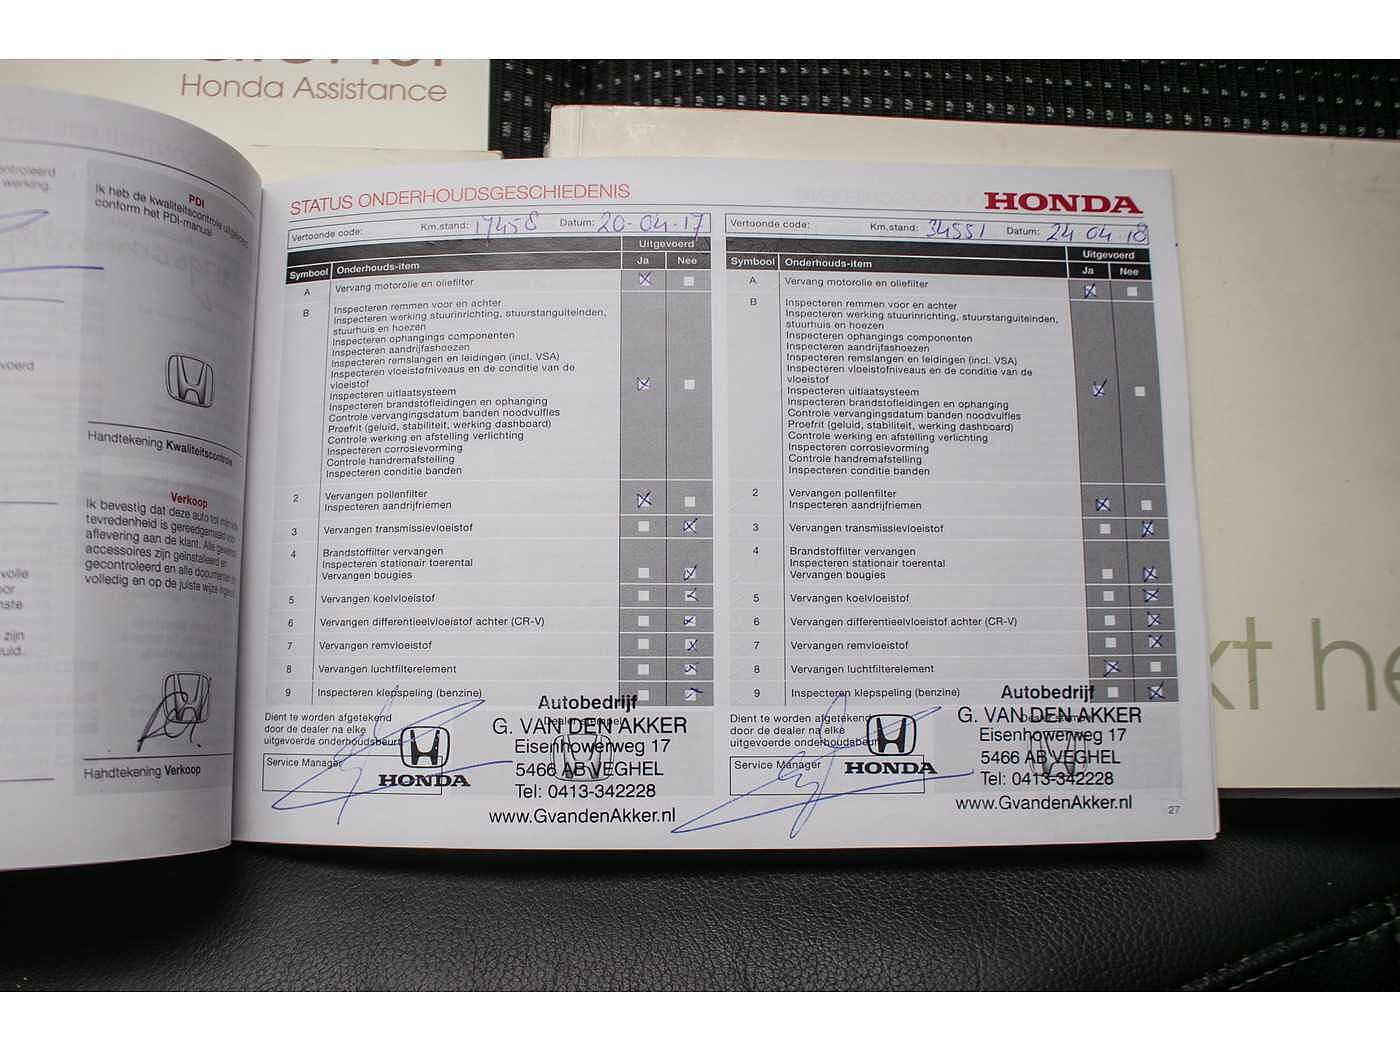 Honda Assistance
PDI
Ik heb de kwaliteitscontrole uitgevoerd
conform het PDI-manual
Handtekening Kwaliteitscontrole
Verkoop
Ik bevestig dat deze auto tot mijn
tevredenheid is gereedgemaakt voor
aflevering aan de klant. Alle
accessoires zijn geïnstalleerd en
gecontroleerd en alle documenten
volledig en op de juiste wijze
Handtekening Verkoop
STATUS ONDERHOUDSGESCHIEDENIS
HONDA
Vertoonde code: Km.stand: 17458 Datum: 20-04-17
Symbool Onderhouds-item Uitgevoerd
Ja Nee
A Vervang motorolie en oliefilter
B Inspecteren remmen voor en achter
Inspecteren werking stuurinrichting, stuurstanguiteinden,
stuurhuis en hoezen
Inspecteren ophangings componenten
Inspecteren aandrijfashoezen
Inspecteren remslangen en leidingen (incl. VSA)
Inspecteren vloeistofniveaus en de conditie van de
vloeistof
Inspecteren uitlaatsysteem
Inspecteren brandstofleidingen en ophanging
Controle vervangingsdatum banden noodvulfles
Proefrit (geluid, stabiliteit, werking dashboard)
Controle werking en afstelling verlichting
Inspecteren corrosievorming
Controle handremafstelling
Inspecteren conditie banden
2 Vervangen pollenfilter
Inspecteren aandrijfriemen
3 Vervangen transmissievloeistof
4 Brandstoffilter vervangen
Inspecteren stationair toerental
Vervangen bougies
5 Vervangen koelvloeistof
6 Vervangen differentieelvloeistof achter (CR-V)
7 Vervangen remvloeistof
8 Vervangen luchtfilterelement
9 Inspecteren klepspeling (benzine)
Dient te worden afgetekend
door de dealer na elke
uitgevoerde onderhoudsbeurt
Service Manager
HONDA
Dealerstempel
Autobedrijf
G. VAN DEN AKKER
Eisenhowerweg 17
5466 AB VEGHEL
Tel: 0413-342228
www.GvandenAkker.nl
Vertoonde code: Km.stand: 34551 Datum: 24 04 18
Symbool Onderhouds-item Uitgevoerd
Ja Nee
A Vervang motorolie en oliefilter
B Inspecteren remmen voor en achter
Inspecteren werking stuurinrichting, stuurstanguiteinden,
stuurhuis en hoezen
Inspecteren ophangings componenten
Inspecteren aandrijfashoezen
Inspecteren remslangen en leidingen (incl. VSA)
Inspecteren vloeistofniveaus en de conditie van de
vloeistof
Inspecteren uitlaatsysteem
Inspecteren brandstofleidingen en ophanging
Controle vervangingsdatum banden noodvulfles
Proefrit (geluid, stabiliteit, werking dashboard)
Controle werking en afstelling verlichting
Inspecteren corrosievorming
Controle handremafstelling
Inspecteren conditie banden
2 Vervangen pollenfilter
Inspecteren aandrijfriemen
3 Vervangen transmissievloeistof
4 Brandstoffilter vervangen
Inspecteren stationair toerental
Vervangen bougies
5 Vervangen koelvloeistof
6 Vervangen differentieelvloeistof achter (CR-V)
7 Vervangen remvloeistof
8 Vervangen luchtfilterelement
9 Inspecteren klepspeling (benzine)
Dient te worden afgetekend
door de dealer na elke
uitgevoerde onderhoudsbeurt
Service Manager
HONDA
Autobedrijf
G. VAN DEN AKKER
Eisenhowerweg 17
5466 AB VEGHEL
Tel: 0413-342228
www.GvandenAkker.nl
27